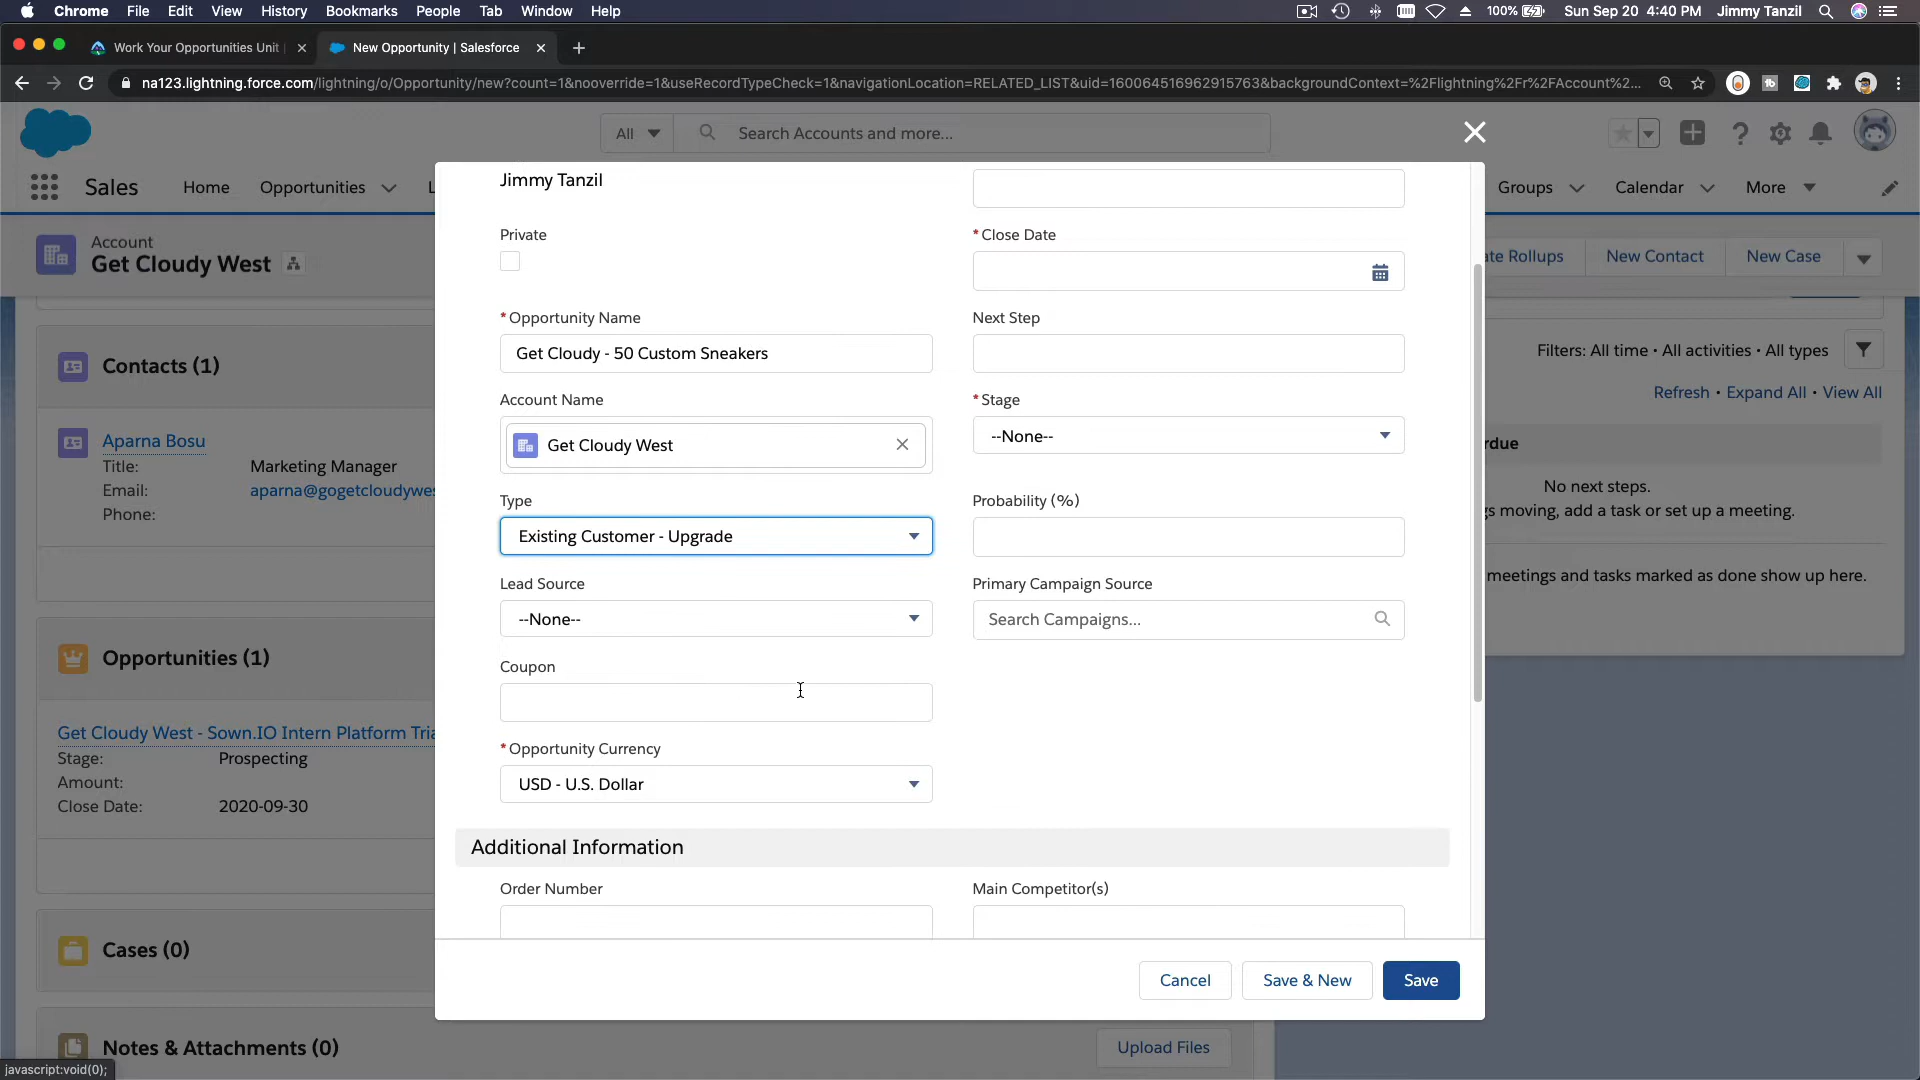 Chrome File Edit View History Bookmarks People Tab Window Help
100% Sun Sep 20 4:40 PM Jimmy Tanzil
Work Your Opportunities Unit
New Opportunity | Salesforce
na123.lightning.force.com/lightning/o/Opportunity/new?count=1&nooverride=1&useRecordTypeCheck=1&navigationLocation=RELATED_LIST&uid=160064516962915763&backgroundContext=%2Flightning%2Fr%2FAccount%2...
All
Search Accounts and more...
Sales Home Opportunities L
Groups Calendar More
Account
Get Cloudy West
ate Rollups New Contact New Case
Contacts (1)
Aparna Bosu
Title: Marketing Manager
Email: aparna@gogetcloudywes
Phone:
Opportunities (1)
Get Cloudy West - Sown.IO Intern Platform Tria
Stage: Prospecting
Amount:
Close Date: 2020-09-30
Cases (0)
Notes & Attachments (0)
Upload Files
javascript:void(0);
Jimmy Tanzil
Private
*Close Date
*Opportunity Name
Get Cloudy - 50 Custom Sneakers
Next Step
Account Name
Get Cloudy West
*Stage
--None--
Type
Existing Customer - Upgrade
Probability (%)
Lead Source
--None--
Primary Campaign Source
Search Campaigns...
Coupon
*Opportunity Currency
USD - U.S. Dollar
Additional Information
Order Number
Main Competitor(s)
Cancel Save & New Save
Filters: All time • All activities • All types
Refresh • Expand All • View All
rdue
No next steps.
gs moving, add a task or set up a meeting.
meetings and tasks marked as done show up here.